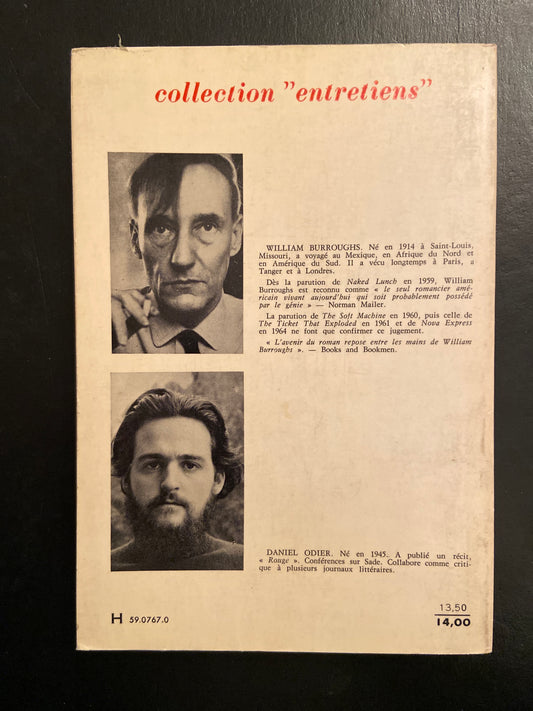 collection "entretiens"
WILLIAM BURROUGHS. Né en 1914 à Saint-Louis,
Missouri, a voyagé au Mexique, en Afrique du Nord et
en Amérique du Sud. Il a vécu longtemps à Paris, a
Tanger et à Londres.
Dès la parution de Naked Lunch en 1959, William
Burroughs est reconnu comme « le seul romancier amé-
ricain vivant aujourd'hui qui soit probablement possédé
par le génie » — Norman Mailer.
La parution de The Soft Machine en 1960, puis celle de
The Ticket That Exploded en 1961 et de Nova Express
en 1964 ne font que confirmer ce jugement.
« L'avenir du roman repose entre les mains de William
Burroughs ». — Books and Bookmen.
DANIEL ODIER. Né en 1945. A publié un récit,
« Rouge ». Conférences sur Sade. Collabore comme criti-
que à plusieurs journaux littéraires.
H 59.0767.0
13,50
14,00